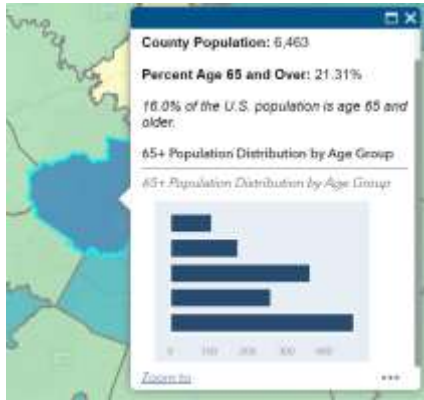 County Population: 6,463
Percent Age 65 and Over: 21.31%
16.0% of the U.S. population is age 65 and
older.
65+ Population Distribution by Age Group
65+ Population Distribution by Age Group
0 100 200 300 400
Zoom to